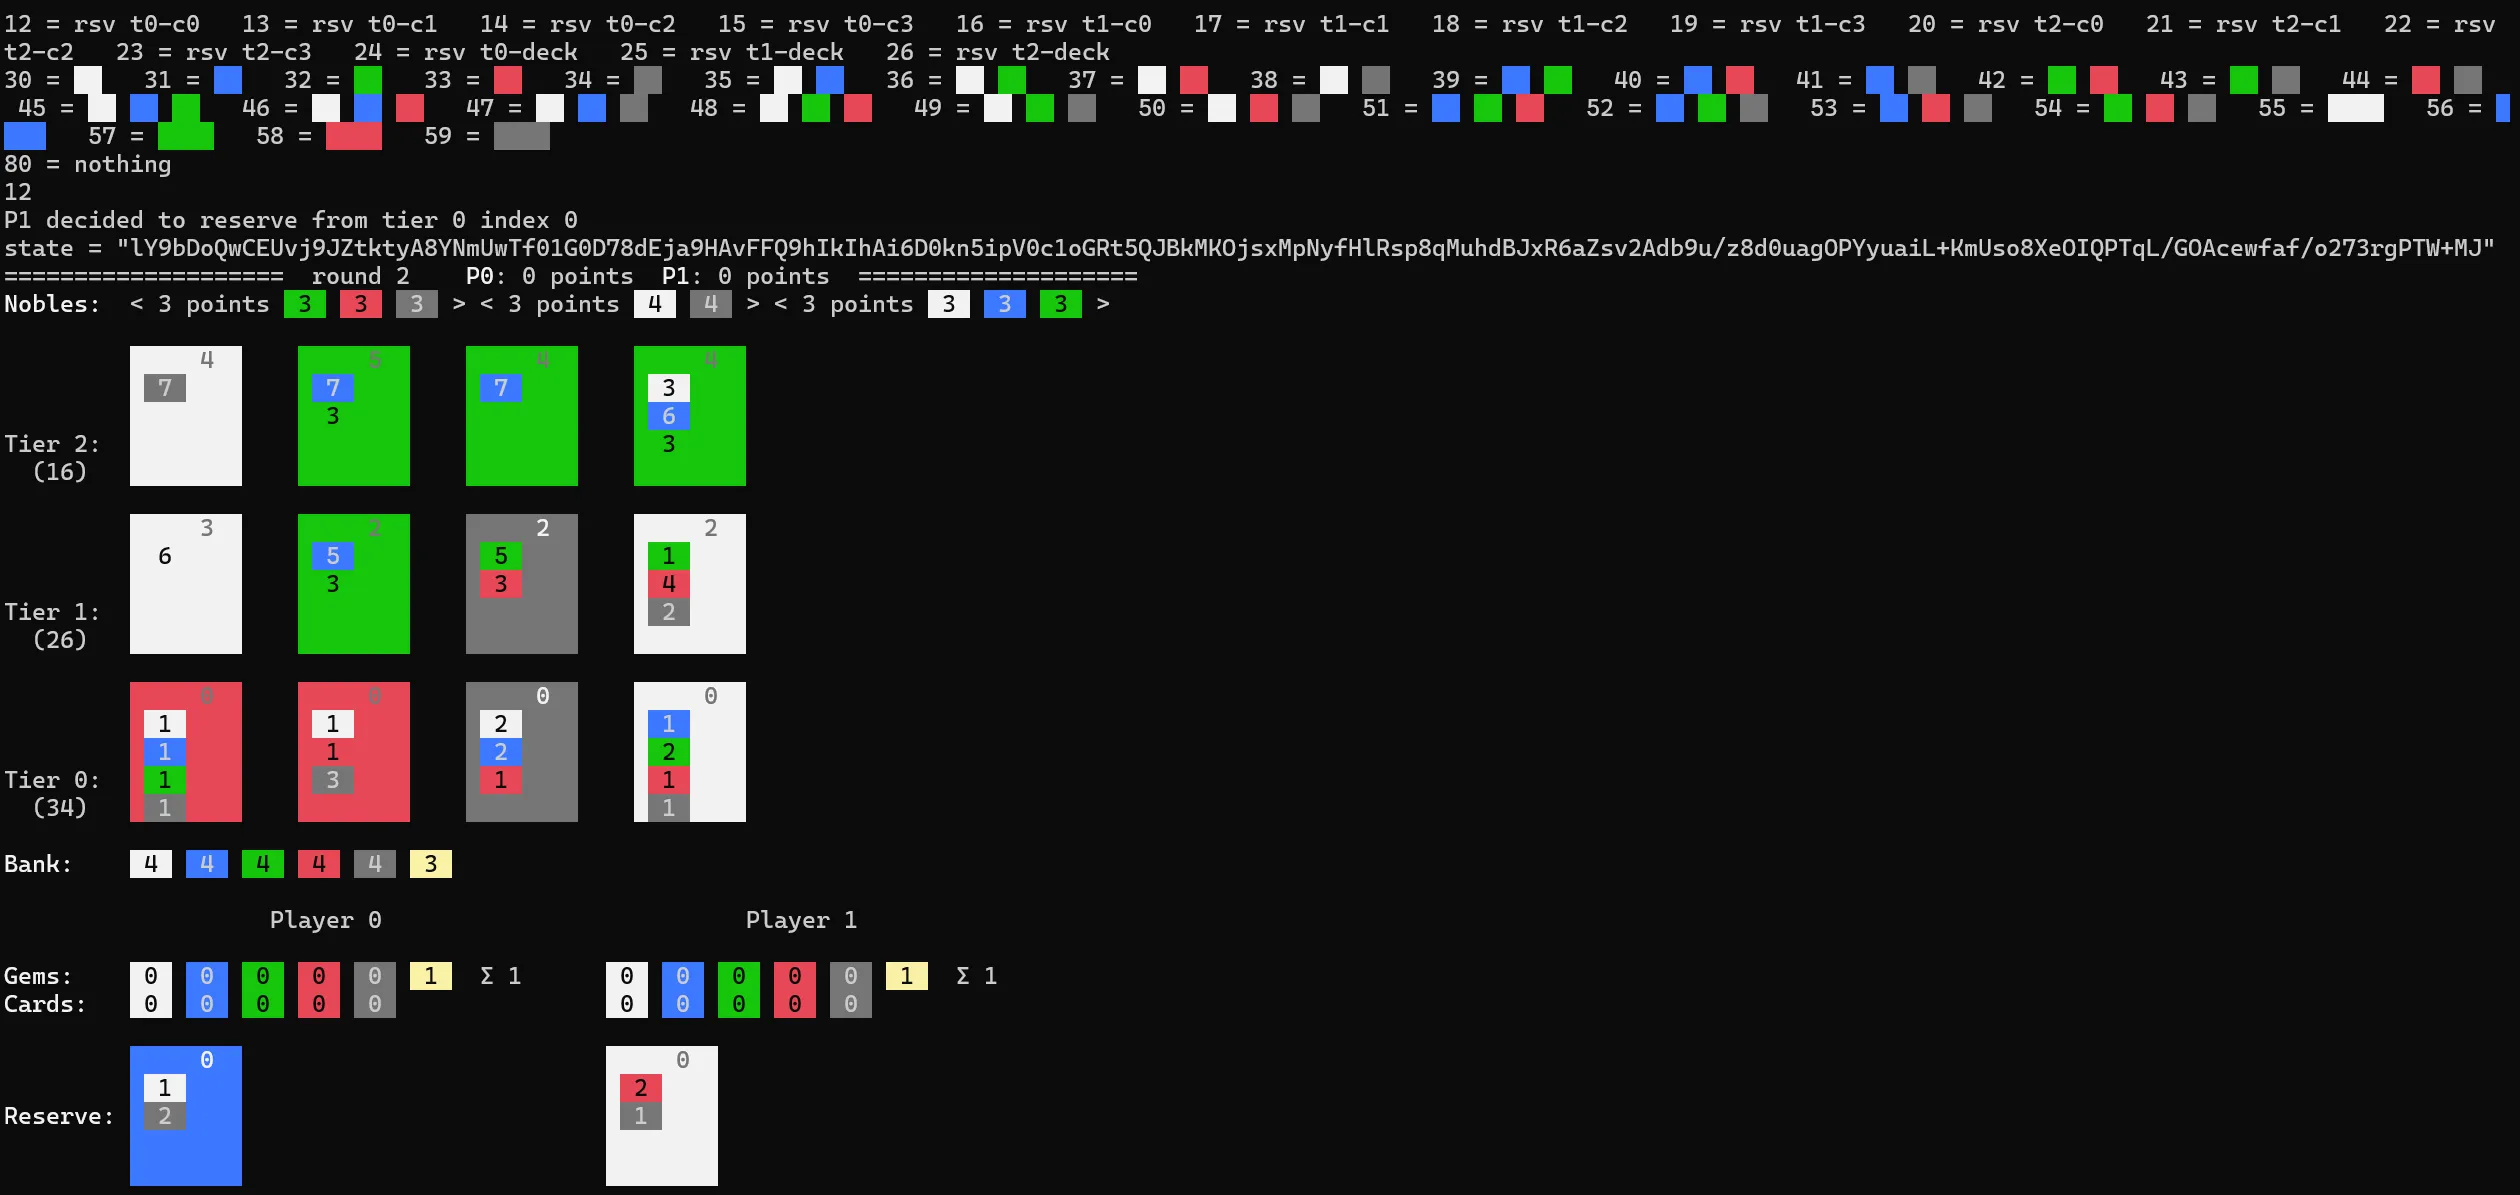 12 = rsv t0-c0   13 = rsv t0-c1   14 = rsv t0-c2   15 = rsv t0-c3   16 = rsv t1-c0   17 = rsv t1-c1   18 = rsv t1-c2   19 = rsv t1-c3   20 = rsv t2-c0   21 = rsv t2-c1   22 = rsv
t2-c2   23 = rsv t2-c3   24 = rsv t0-deck   25 = rsv t1-deck   26 = rsv t2-deck
30 =   31 =   32 =   33 =   34 =   35 =   36 =   37 =   38 =   39 =   40 =   41 =   42 =   43 =   44 =
45 =   46 =   47 =   48 =   49 =   50 =   51 =   52 =   53 =   54 =   55 =   56 =
57 =   58 =   59 =
80 = nothing
12
P1 decided to reserve from tier 0 index 0
state = "lY9bDoQwCEUvj9JZtktyA8YNmUwTf01G0D78dEja9HAvFFQ9hIkIhAi6D0kn5ipV0c1oGRt5QJBkMKOjsxMpNyfHlRsp8qMuhdBJxR6aZsv2Adb9u/z8d0uagOPYyuaiL+KmUso8XeOIQPTqL/GOAcewfaf/o273rgPTW+MJ"
====================  round 2    P0: 0 points  P1: 0 points  ====================
Nobles:  < 3 points 3 3 3 > < 3 points 4 4 > < 3 points 3 3 3 >
4 5 4 4
7 7 7 3
3 6
Tier 2: 3
(16)
3 2 2 2
6 5 5 1
3 3 4
Tier 1: 2
(26)
0 0 0 0
1 1 2 1
1 1 2 2
Tier 0: 1 3 1 1
(34) 1 1
Bank: 4 4 4 4 4 3
Player 0 Player 1
Gems: 0 0 0 0 0 1 Σ 1 0 0 0 0 0 1 Σ 1
Cards: 0 0 0 0 0 0 0 0 0 0
0 0
1 2
Reserve: 2 1